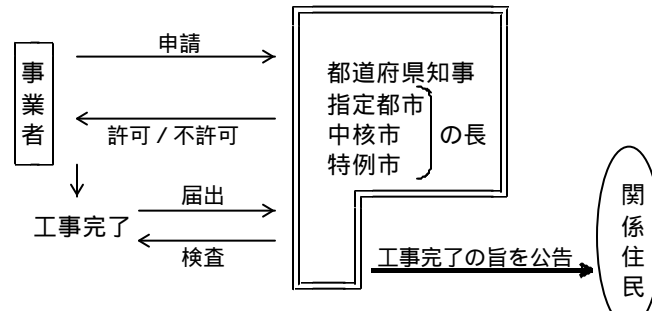 申請
事業者
都道府県知事
指定都市
中核市
特例市
の長
許可 / 不許可
届出
工事完了
検査
工事完了の旨を公告
関係住民